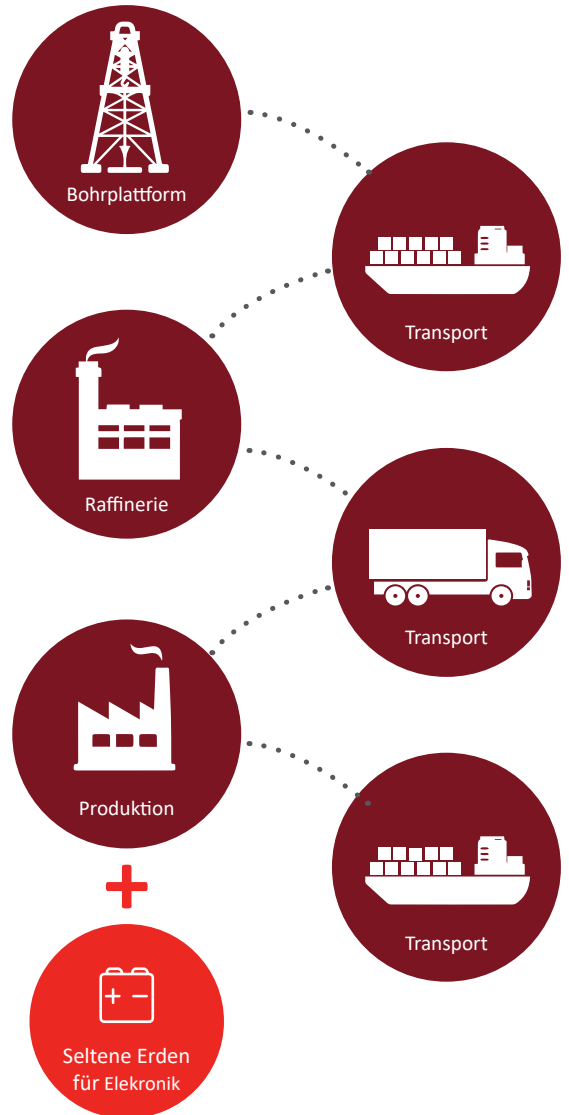 Bohrplattform
Transport
Raffinerie
Transport
Produktion
Transport
Seltene Erden
für Elekronik